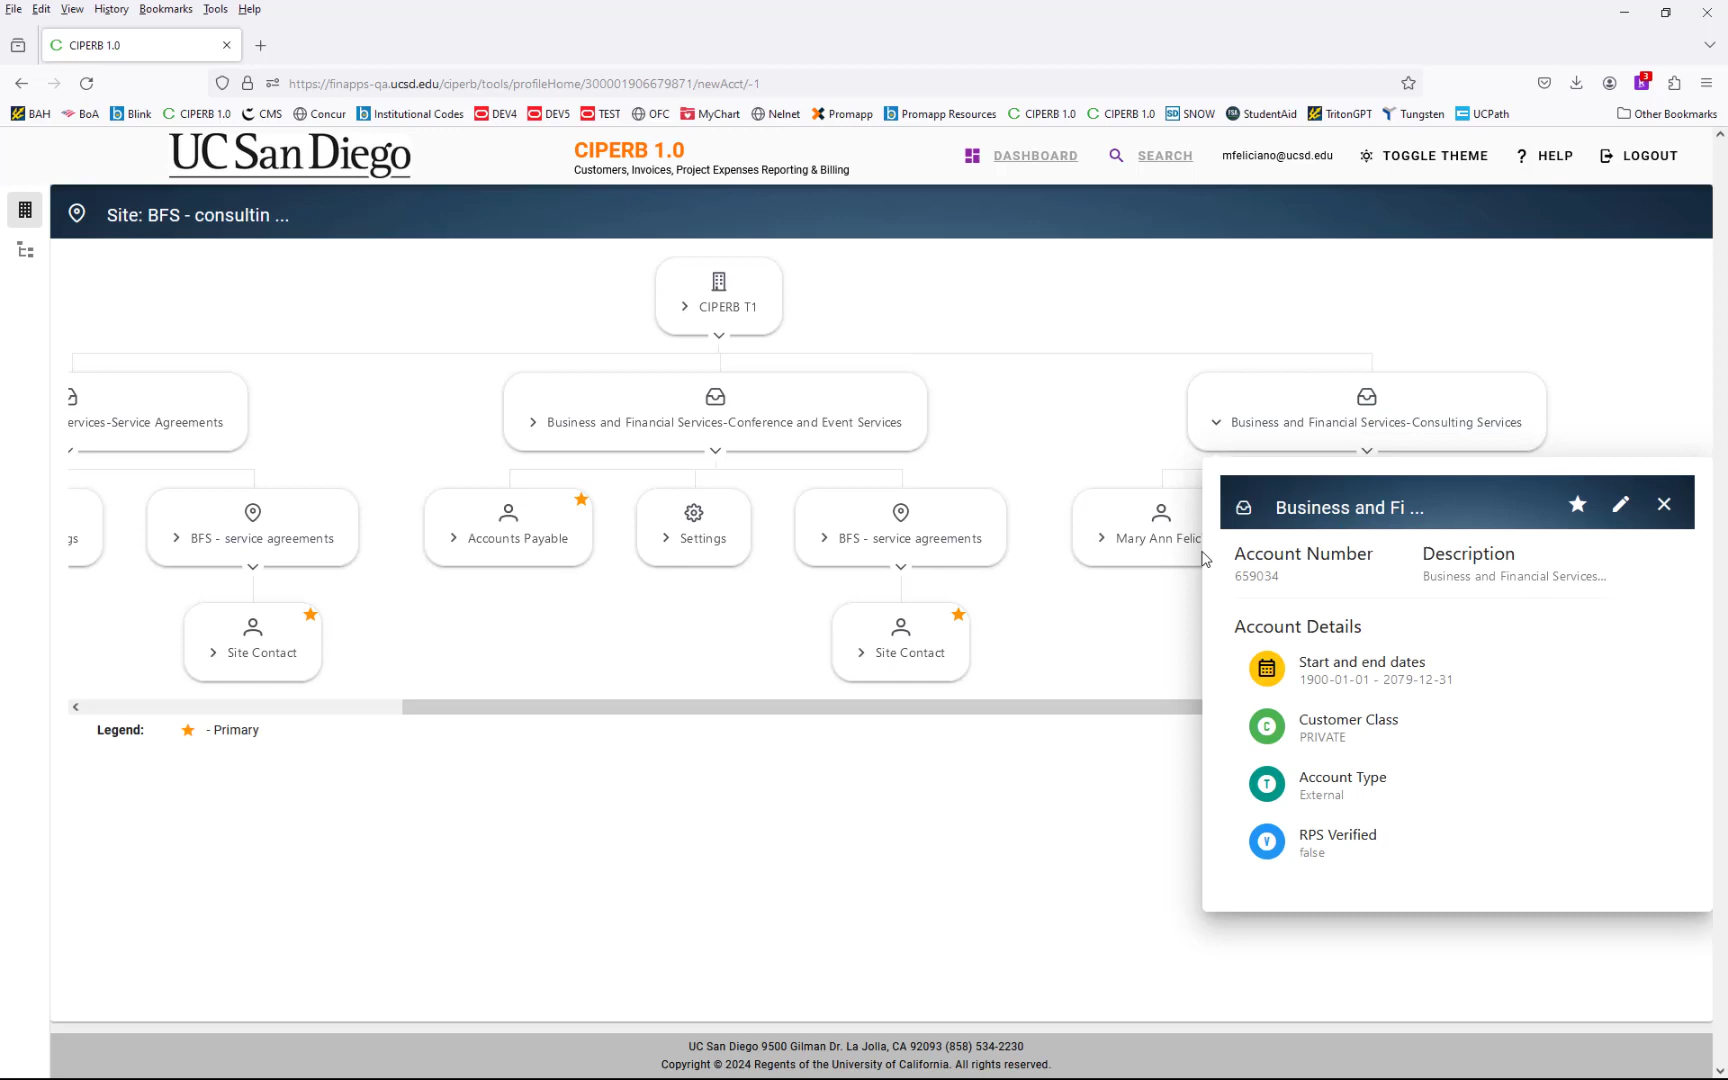 File Edit View History Bookmarks Tools Help
CIPERB 1.0
https://finapps-qa.ucsd.edu/ciperb/tools/profileHome/300001906679871/newAcct/-1
3
BAH BoA Blink CIPERB 1.0 CMS Concur Institutional Codes DEV4 DEV5 TEST OFC MyChart Nelnet Promapp Promapp Resources CIPERB 1.0 CIPERB 1.0 SNOW StudentAid TritonGPT Tungsten UCPath Other Bookmarks
UC San Diego
CIPERB 1.0
Customers, Invoices, Project Expenses Reporting & Billing
DASHBOARD SEARCH mfeliciano@ucsd.edu TOGGLE THEME ? HELP LOGOUT
Site: BFS - consultin ...
CIPERB T1
ervices-Service Agreements
Business and Financial Services-Conference and Event Services
Business and Financial Services-Consulting Services
gs
BFS - service agreements
Accounts Payable
Settings
BFS - service agreements
Mary Ann Felic
Site Contact
Site Contact
Legend: - Primary
Business and Fi ...
Account Number Description
659034 Business and Financial Services...
Account Details
Start and end dates
1900-01-01 - 2079-12-31
C
Customer Class
PRIVATE
T
Account Type
External
V
RPS Verified
false
UC San Diego 9500 Gilman Dr. La Jolla, CA 92093 (858) 534-2230
Copyright © 2024 Regents of the University of California. All rights reserved.